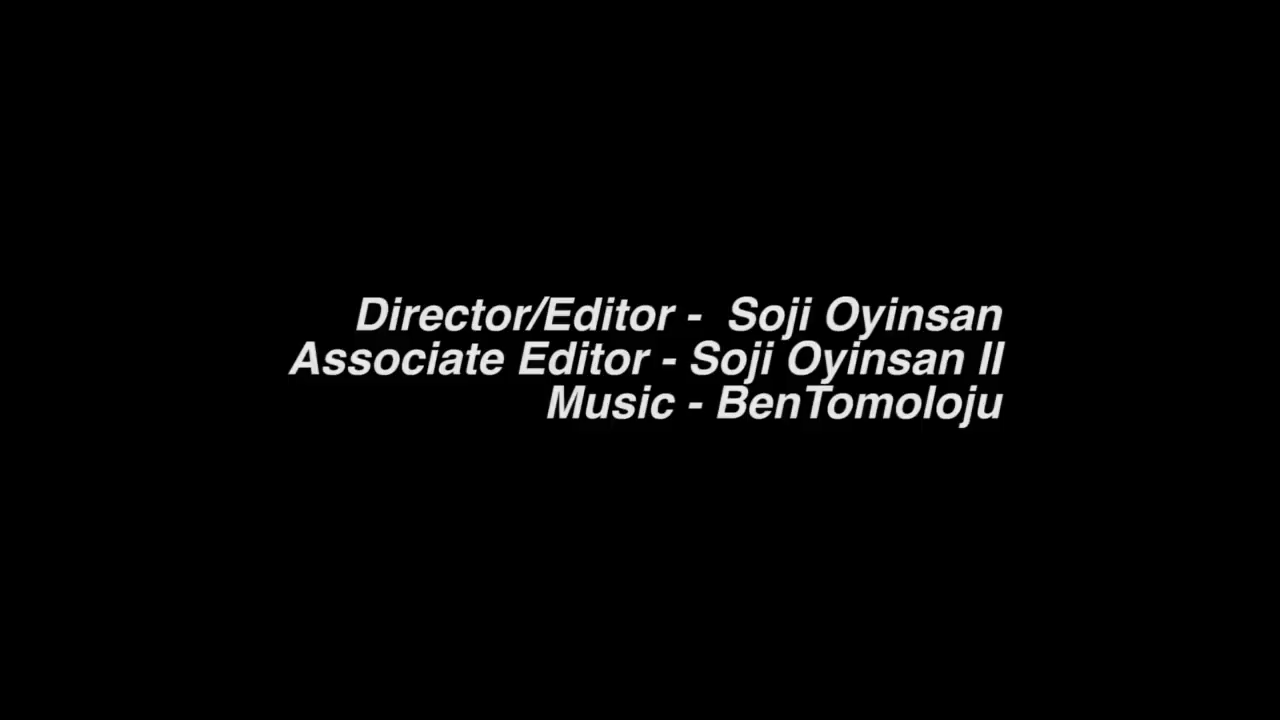 Director/Editor -  Soji Oyinsan
Associate Editor - Soji Oyinsan II
Music - BenTomoloju